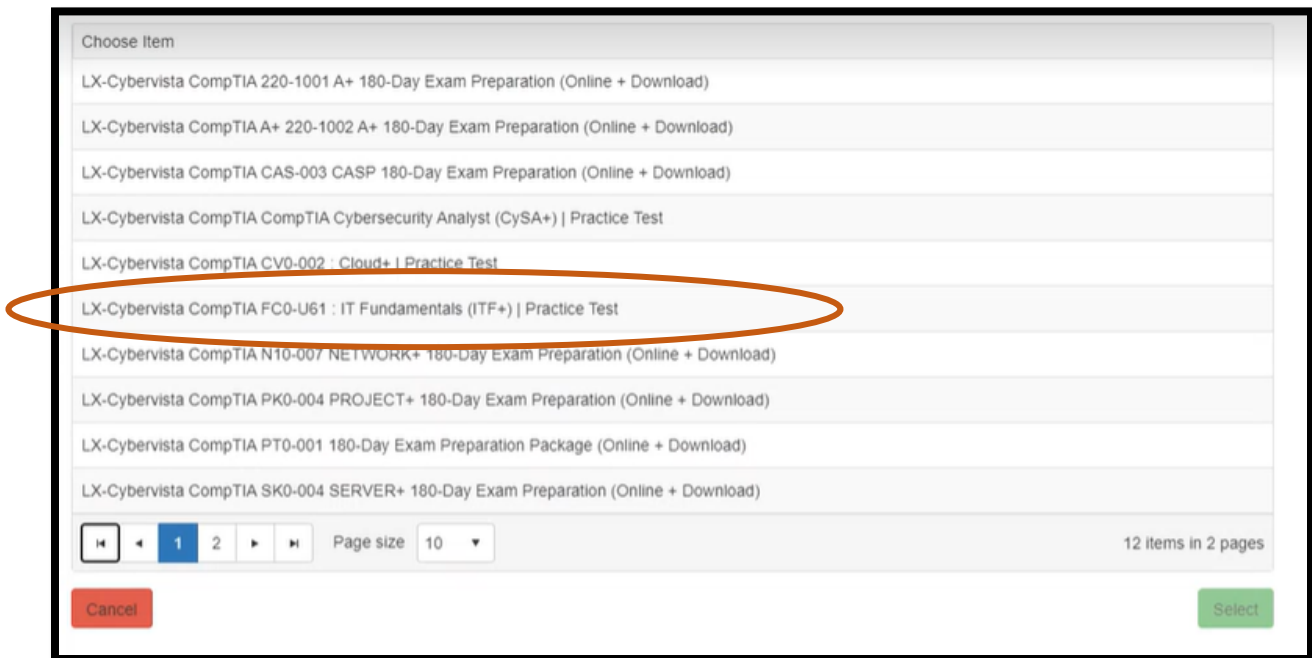 Choose Item
LX-Cybervista CompTIA 220-1001 A+ 180-Day Exam Preparation (Online + Download)
LX-Cybervista CompTIA A+ 220-1002 A+ 180-Day Exam Preparation (Online + Download)
LX-Cybervista CompTIA CAS-003 CASP 180-Day Exam Preparation (Online + Download)
LX-Cybervista CompTIA CompTIA Cybersecurity Analyst (CySA+) | Practice Test
LX-Cybervista CompTIA CV0-002 : Cloud+ | Practice Test
LX-Cybervista CompTIA FC0-U61 : IT Fundamentals (ITF+) | Practice Test
LX-Cybervista CompTIA N10-007 NETWORK+ 180-Day Exam Preparation (Online + Download)
LX-Cybervista CompTIA PK0-004 PROJECT+ 180-Day Exam Preparation (Online + Download)
LX-Cybervista CompTIA PT0-001 180-Day Exam Preparation Package (Online + Download)
LX-Cybervista CompTIA SK0-004 SERVER+ 180-Day Exam Preparation (Online + Download)
1 2 Page size 10 12 items in 2 pages
Cancel Select